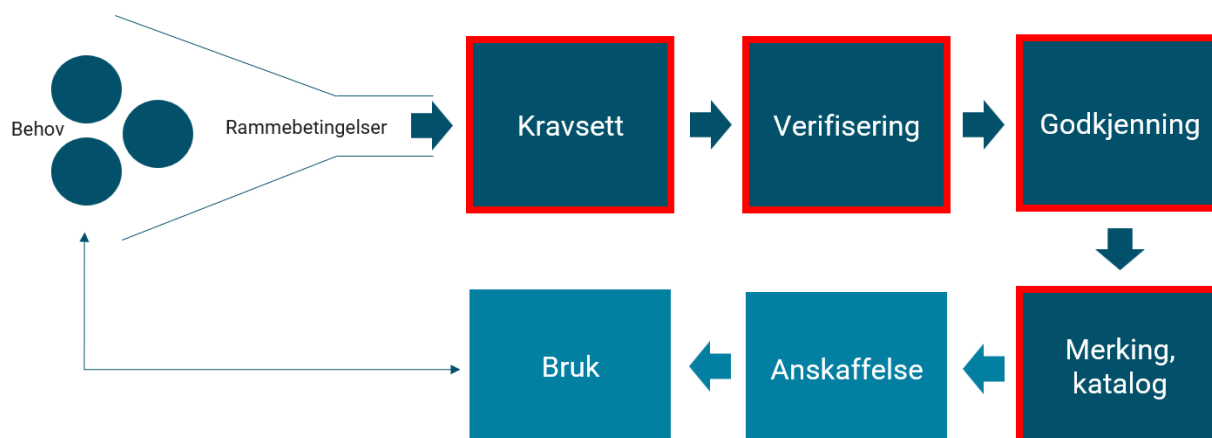 Behov
Rammebetingelser
Kravsett
Verifisering
Godkjenning
Bruk
Anskaffelse
Merking,
katalog